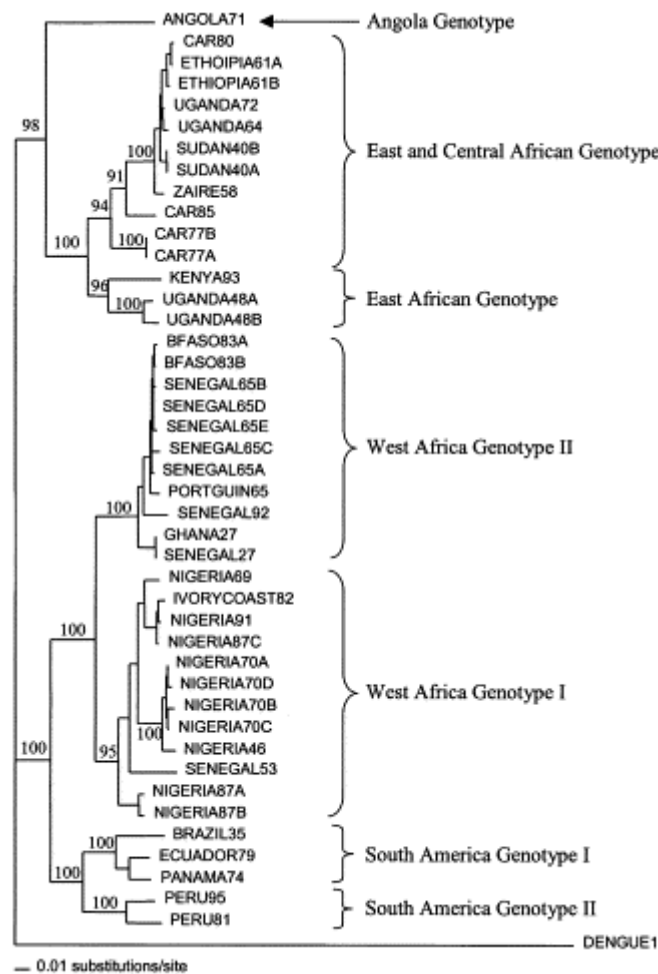 ANGOLA71
Angola Genotype
CAR80
ETHOIPIA61A
ETHIOPIA61B
UGANDA72
UGANDA64
98
SUDAN40B
100
East and Central African Genotype
SUDAN40A
91
ZAIRE58
94
CAR85
CAR77B
100
100
CAR77A
KENYA93
96
UGANDA48A
East African Genotype
100
UGANDA48B
BFASO83A
BFASO83B
SENEGAL65B
SENEGAL65D
SENEGAL65E
SENEGAL65C
West Africa Genotype II
SENEGAL65A
PORTGUIN65
100
SENEGAL92
GHANA27
SENEGAL27
NIGERIA69
IVORYCOAST82
NIGERIA91
100
NIGERIA87C
NIGERIA70A
NIGERIA70D
West Africa Genotype I
NIGERIA70B
NIGERIA70C
100
100
95
NIGERIA46
SENEGAL53
NIGERIA87A
NIGERIA87B
BRAZIL35
100
ECUADOR79
South America Genotype I
100
PANAMA74
PERU95
100
South America Genotype II
PERU81
DENGUE1
0.01 substitutions/site